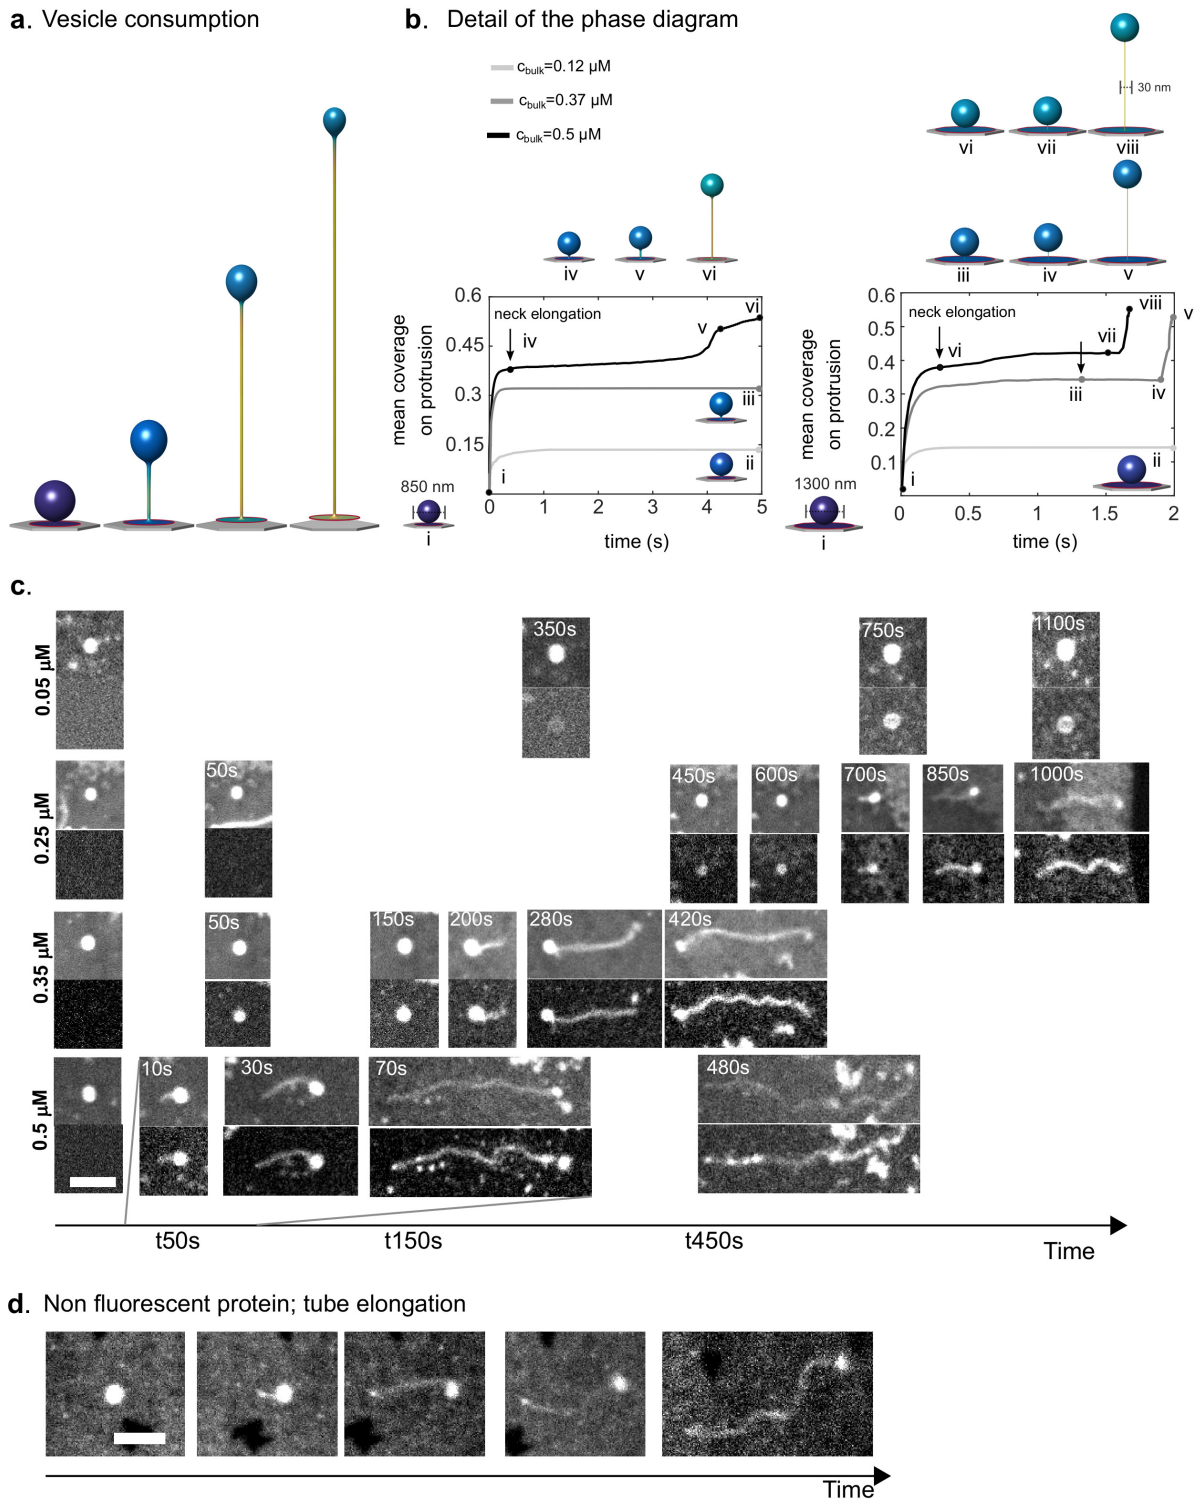 a. Vesicle consumption
b. Detail of the phase diagram
cbulk=0.12 µM
cbulk=0.37 µM
cbulk=0.5 µM
30 nm
vi vii viii
iv v vi
iii iv v
0.6
0.45
0.3
0.15
mean coverage
on protrusion
neck elongation
iv
v
vi
iii
ii
i
850 nm
i
0 1 2 3 4 5
time (s)
0.6
0.5
0.4
0.3
0.2
0.1
mean coverage
on protrusion
neck elongation
vi
vii
viii
v
iii
iv
ii
i
1300 nm
i
0 0.5 1 1.5 2
time (s)
c.
0.05 µM
350s 750s 1100s
0.25 µM
50s 450s 600s 700s 850s 1000s
0.35 µM
50s 150s 200s 280s 420s
0.5 µM
10s 30s 70s 480s
t50s t150s t450s
Time
d. Non fluorescent protein; tube elongation
Time